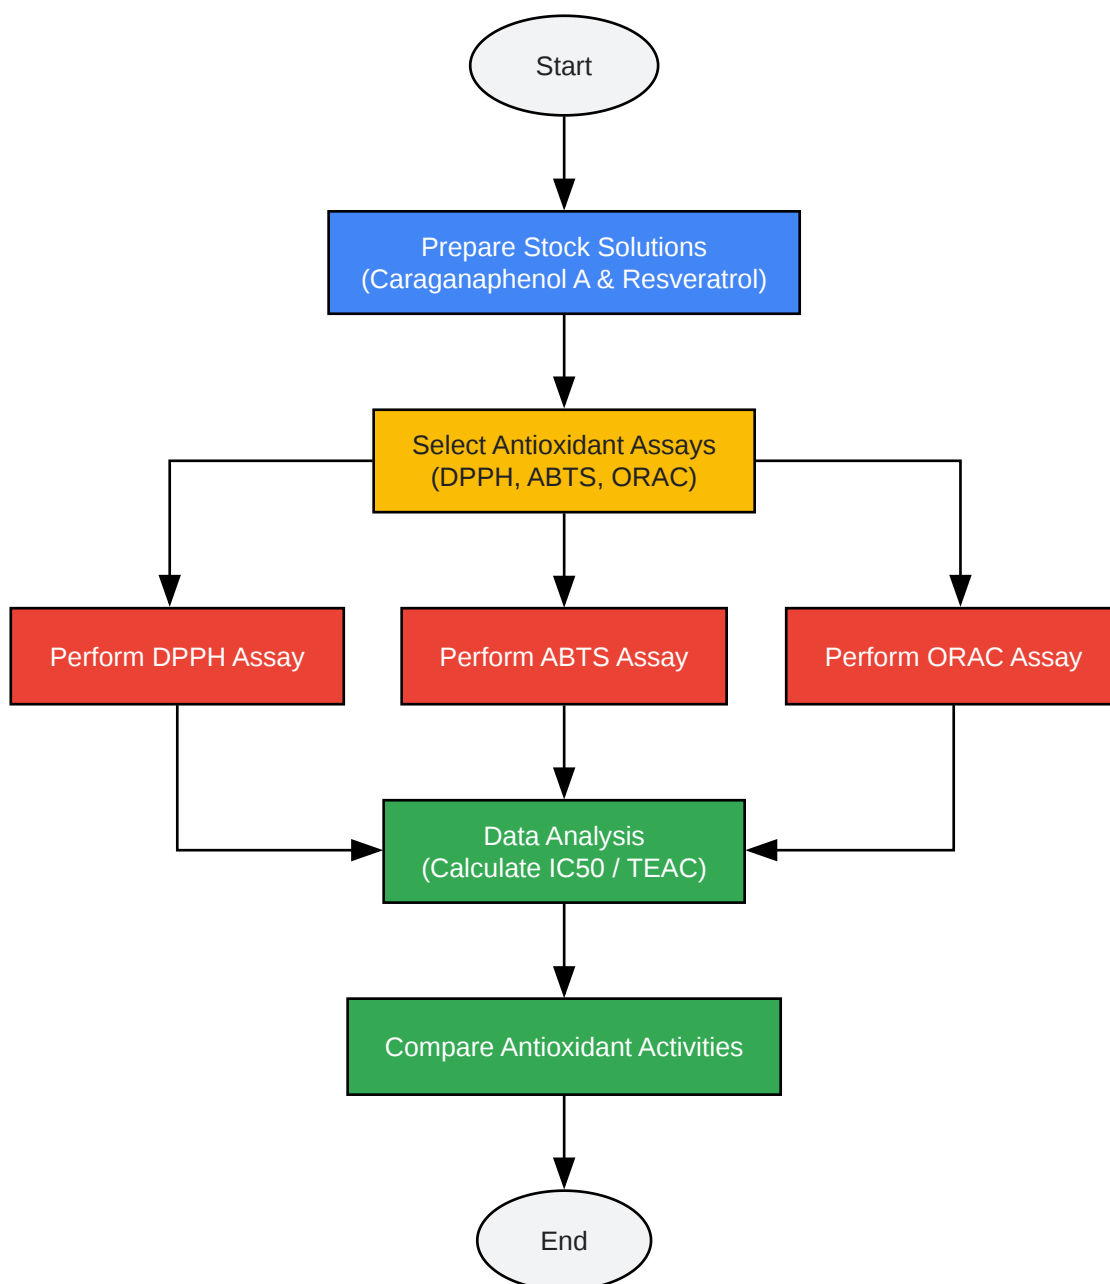 Start
Prepare Stock Solutions
(Caraganaphenol A & Resveratrol)
Select Antioxidant Assays
(DPPH, ABTS, ORAC)
Perform DPPH Assay
Perform ABTS Assay
Perform ORAC Assay
Data Analysis
(Calculate IC50 / TEAC)
Compare Antioxidant Activities
End